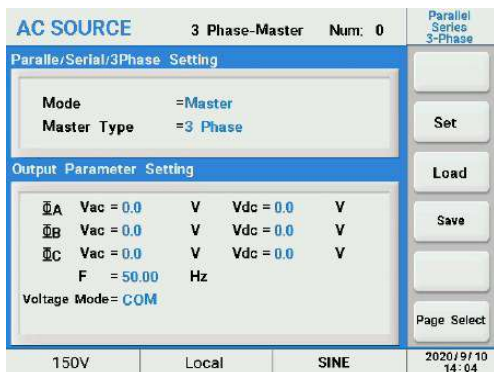 AC SOURCE 3 Phase-Master Num: 0
Parallel
Series
3-Phase
Paralle/Serial/3Phase Setting
Mode =Master
Master Type =3 Phase
Set
Load
Output Parameter Setting
ΦA Vac = 0.0 V Vdc = 0.0 V
ΦB Vac = 0.0 V Vdc = 0.0 V
ΦC Vac = 0.0 V Vdc = 0.0 V
F = 50.00 Hz
Voltage Mode= COM
Save
Page Select
150V Local SINE
2020/9/10
14:04